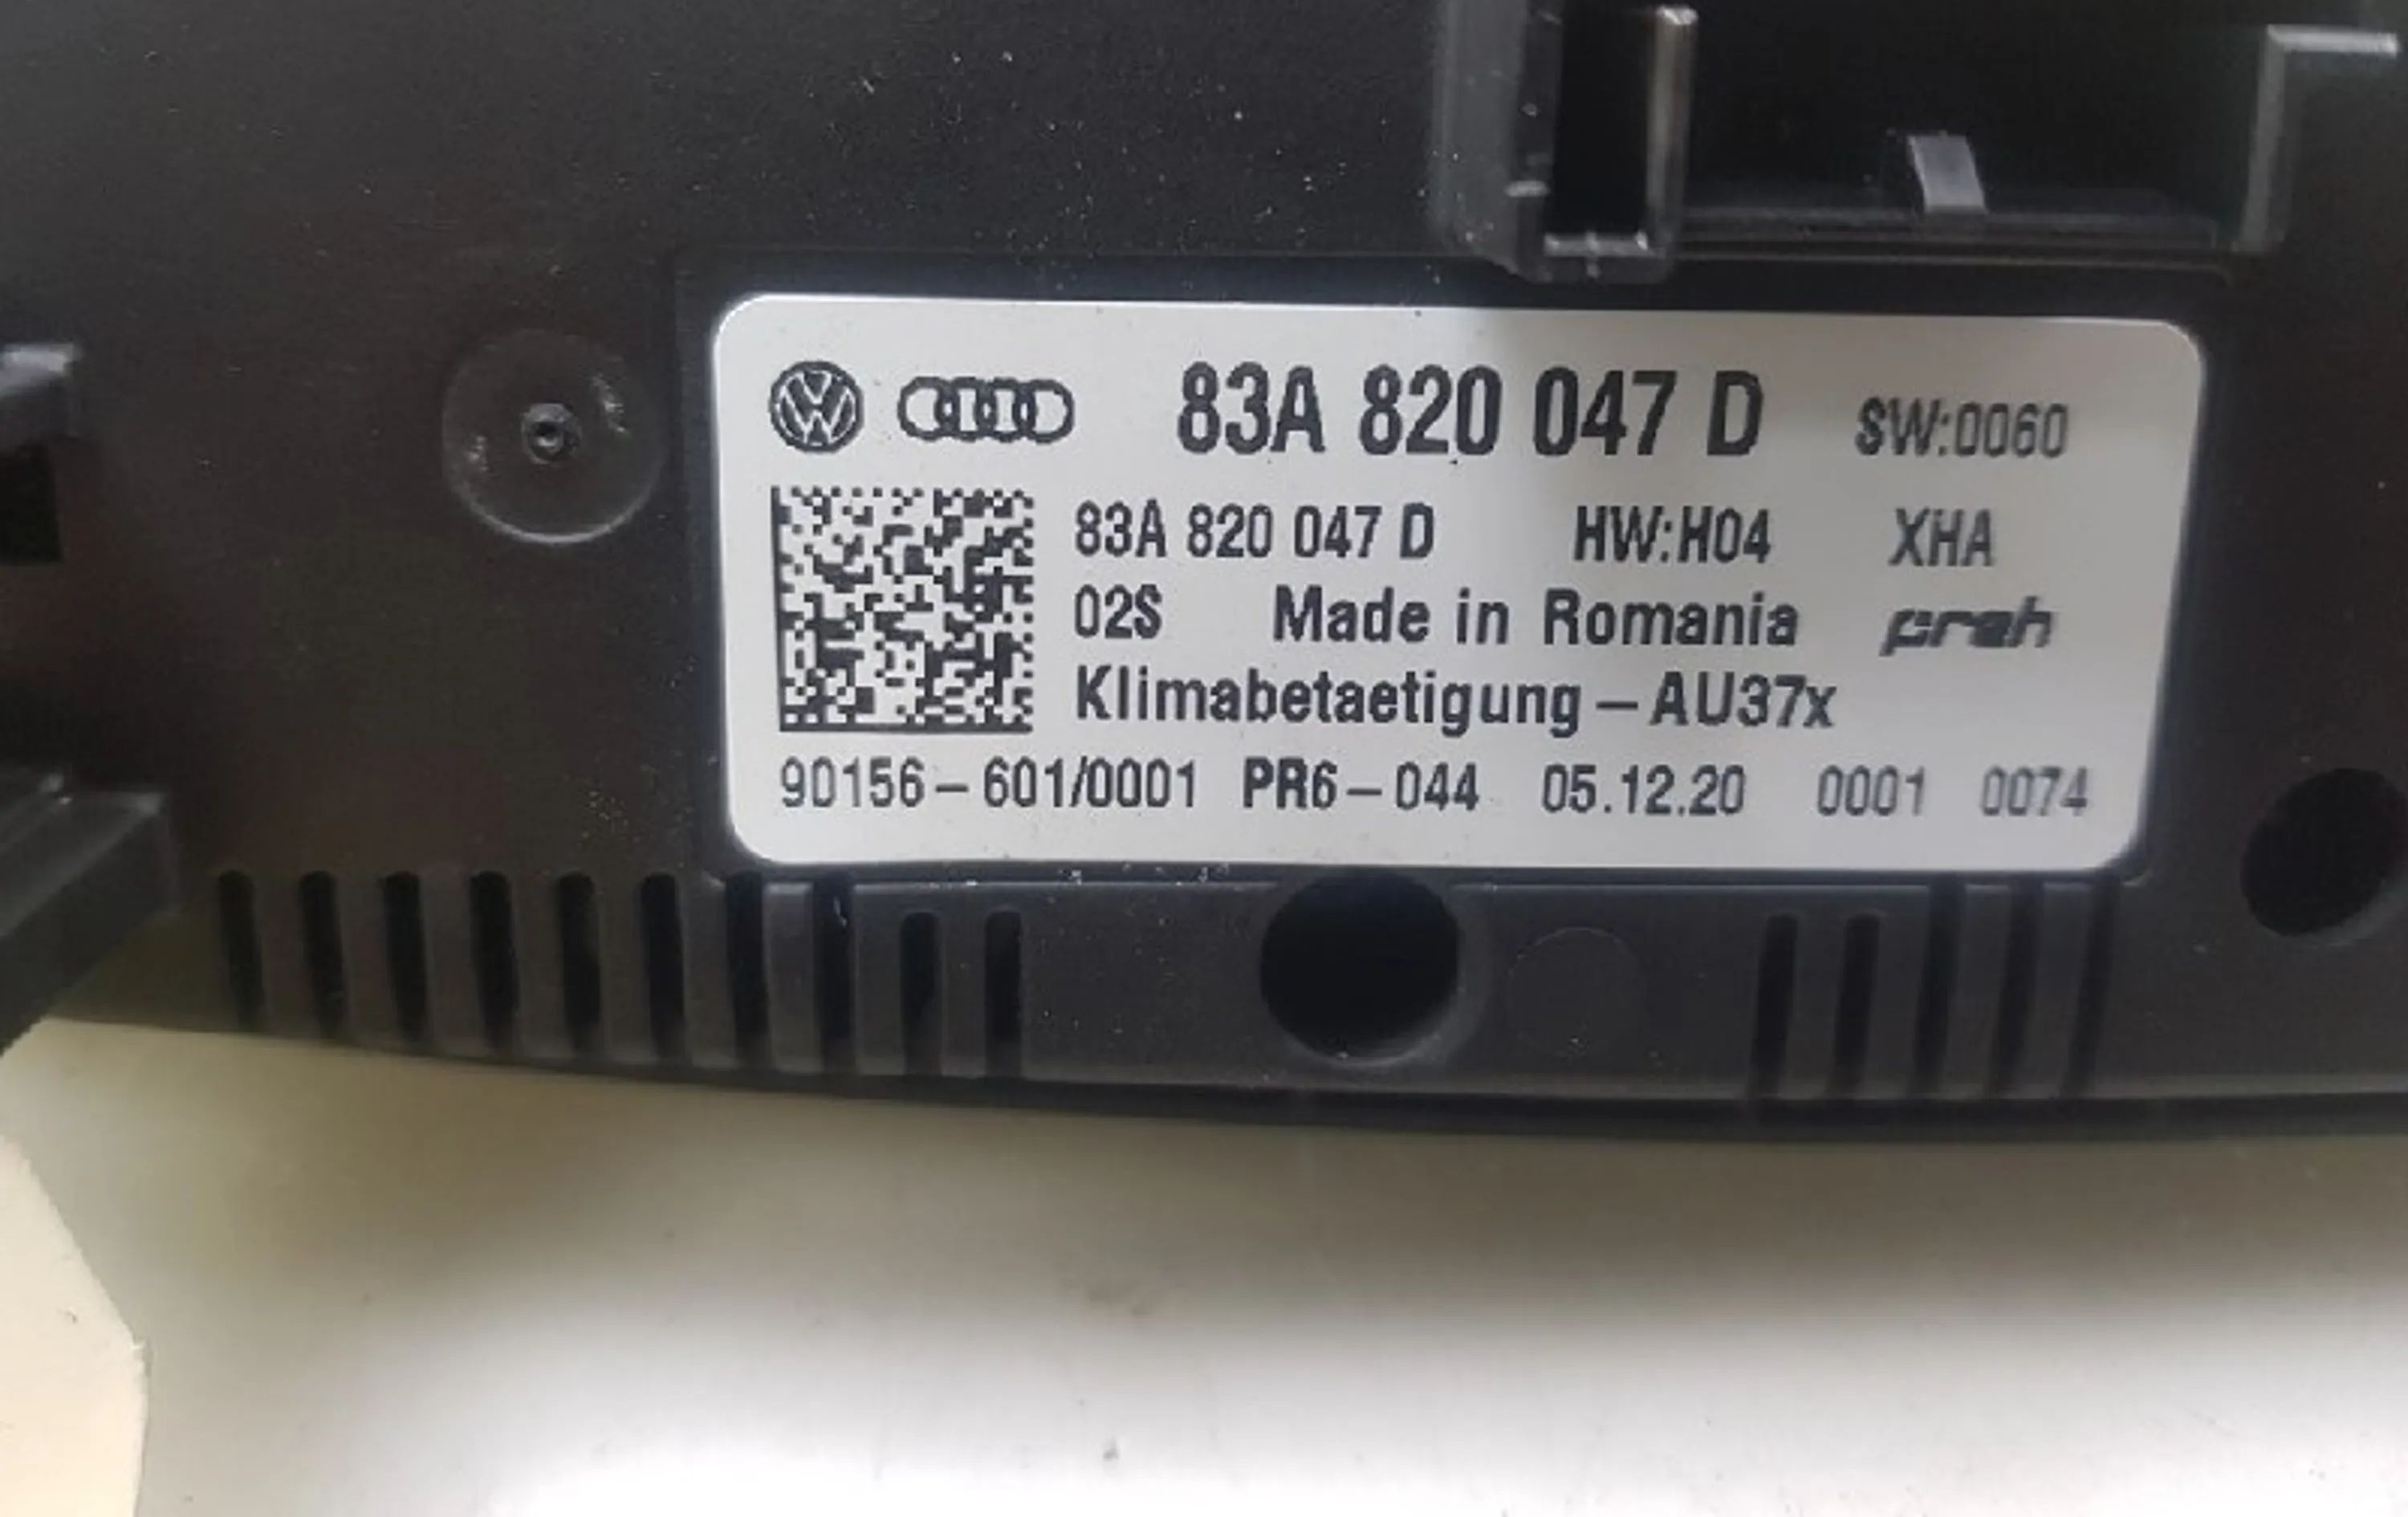 83A 820 047 D SW:0060
83A 820 047 D HW:H04 XHA
02S Made in Romania preh
Klimabetaetigung – AU37x
90156 – 601/0001 PR6 – 044 05.12.20 0001 0074